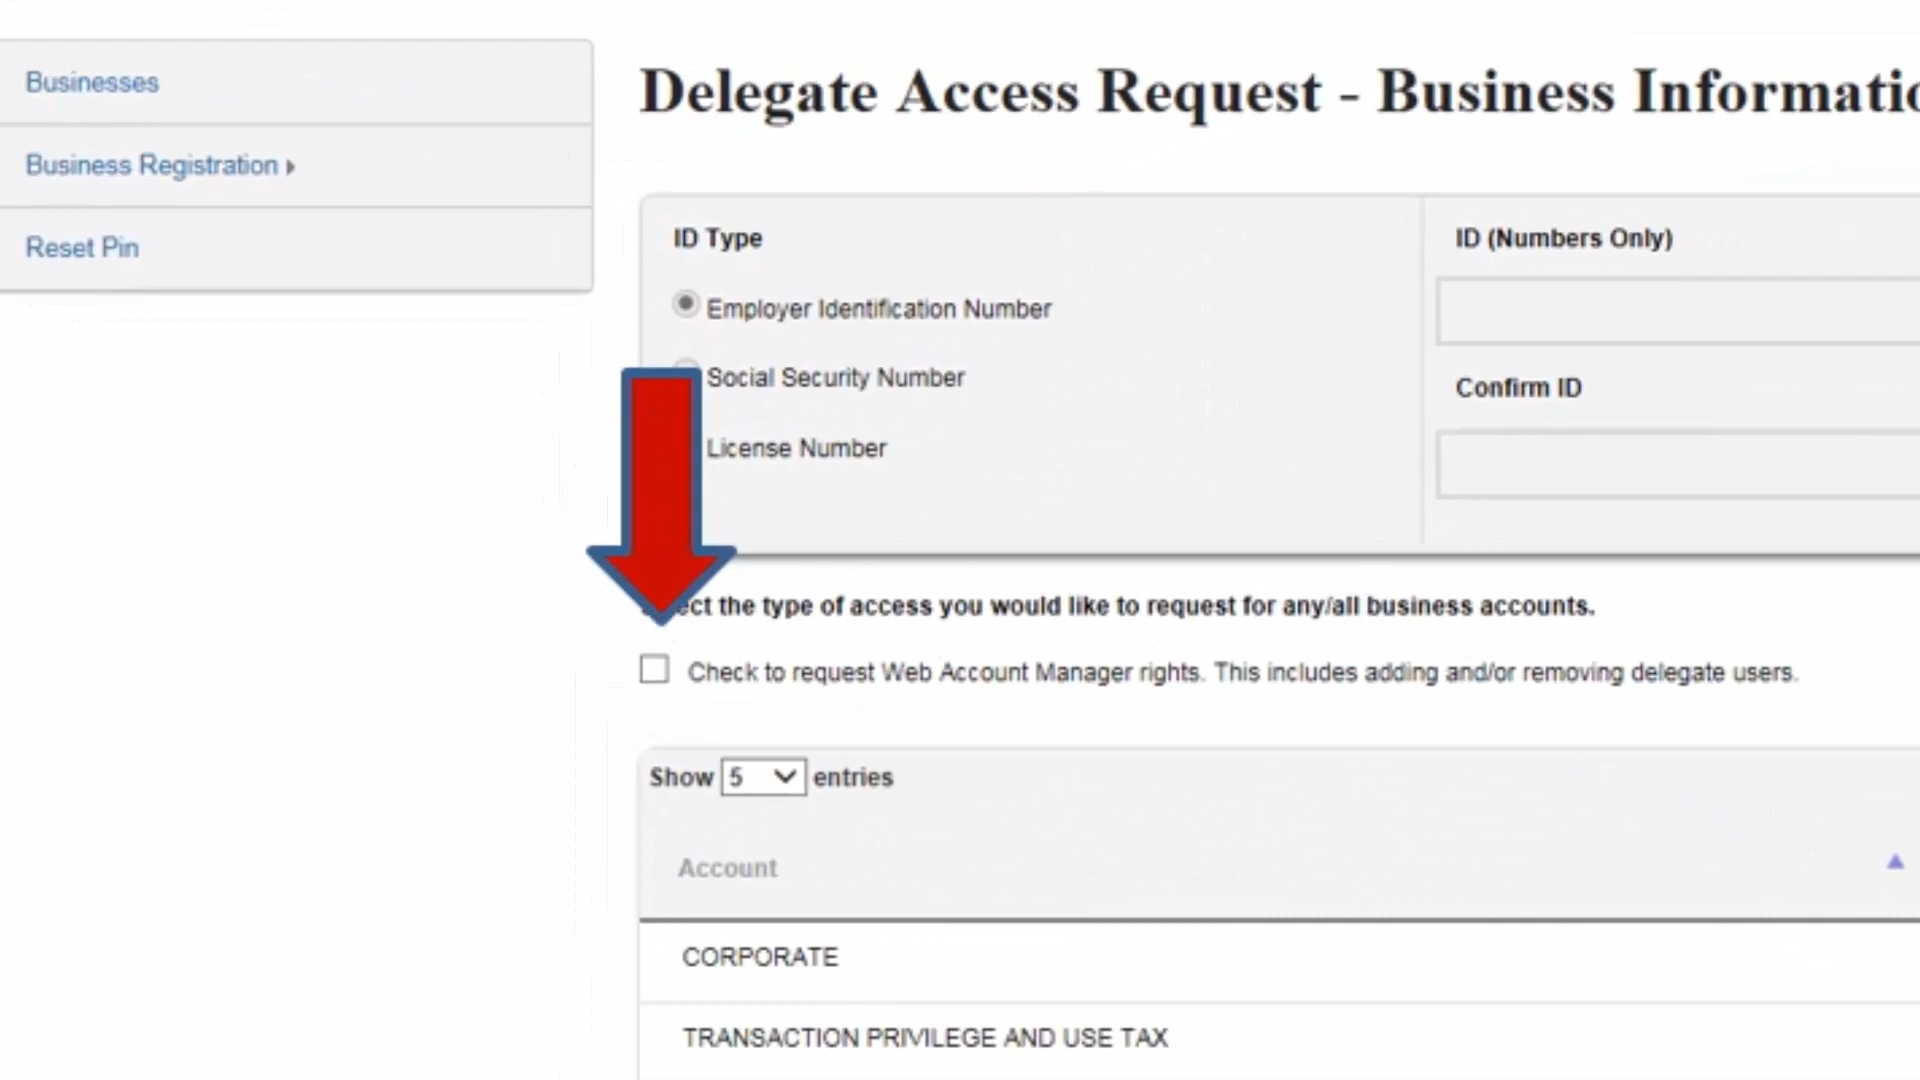 Businesses
Business Registration
Reset Pin
Delegate Access Request - Business
ID Type
Employer Identification Number
Social Security Number
License Number
ID (Numbers Only)
Confirm ID
the type of access you would like to request for any/all business accounts.
Check to request Web Account Manager rights. This includes adding and/or removing delegate users.
Show 5 entries
Account
CORPORATE
TRANSACTION PRIVILEGE AND USE TAX